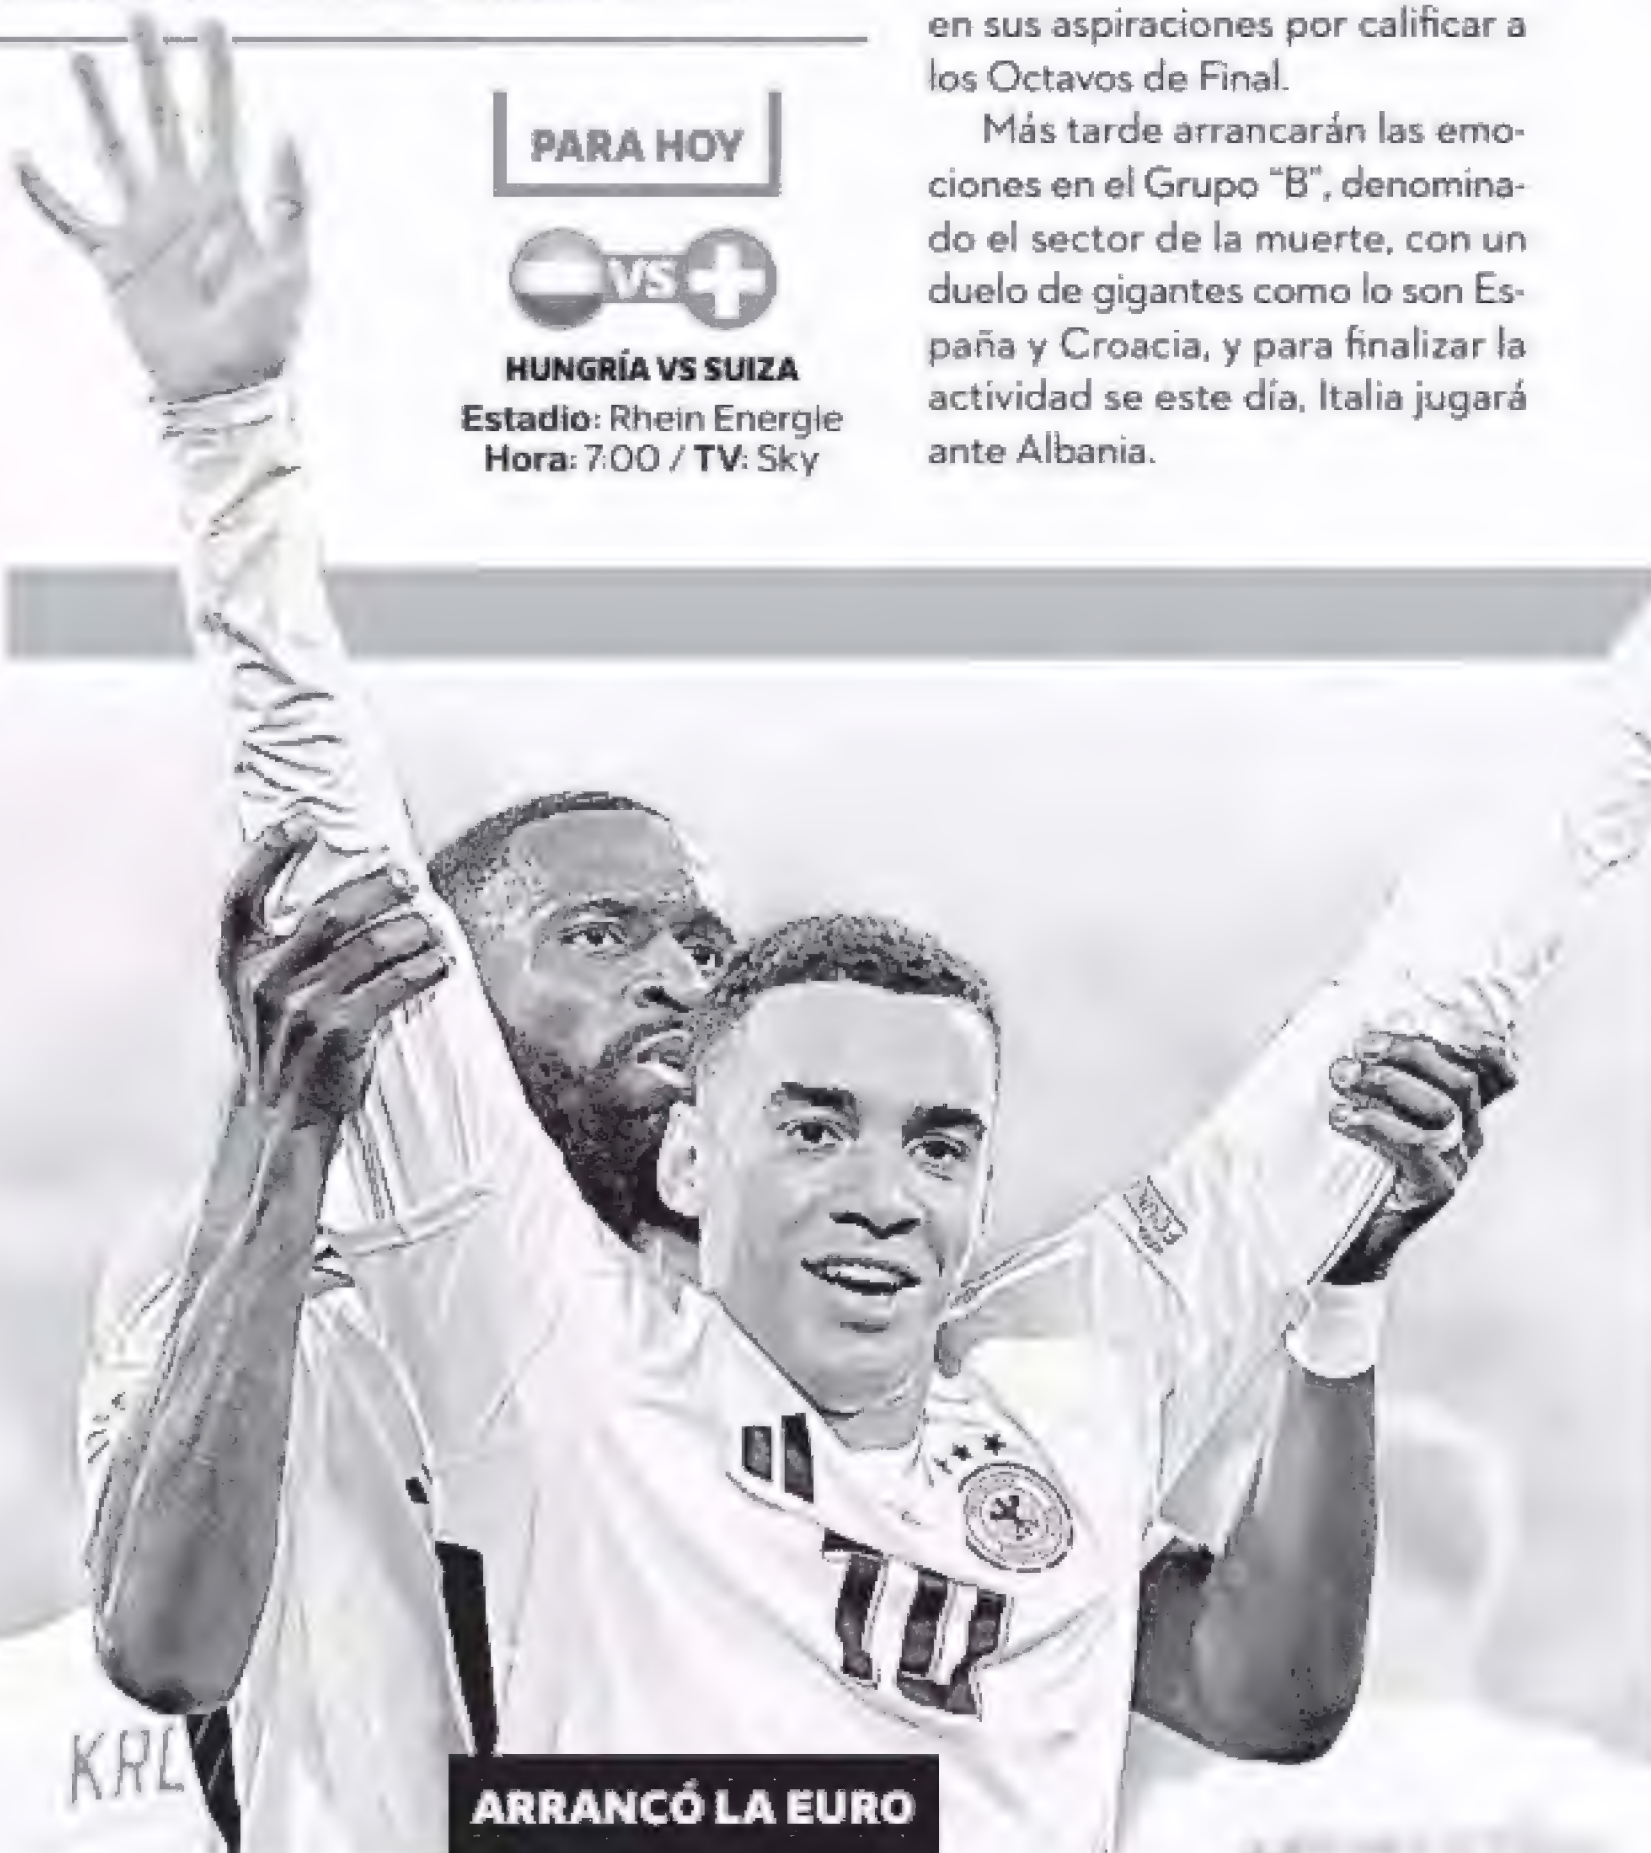 PARA HOY
VS
HUNGRÍA VS SUIZA
Estadio: Rhein Energie
Hora: 7:00 / TV: Sky
en sus aspiraciones por calificar a
los Octavos de Final.
Más tarde arrancarán las emo-
ciones en el Grupo "B", denomina-
do el sector de la muerte, con un
duelo de gigantes como lo son Es-
paña y Croacia, y para finalizar la
actividad se este día, Italia jugará
ante Albania.
10
KRL
ARRANCÓ LA EURO